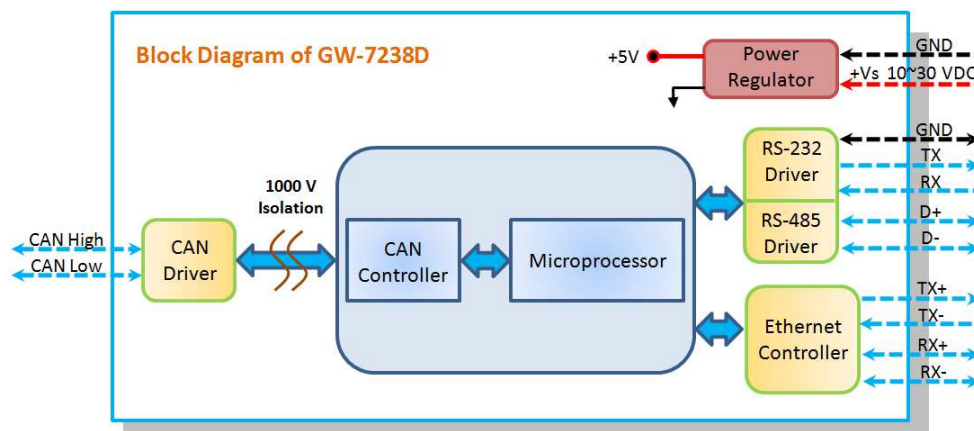 Block Diagram of GW-7238D
+5V
Power
Regulator
GND
+Vs 10~30 VDC
GND
TX
RX
D+
D-
RS-232
Driver
RS-485
Driver
1000 V
Isolation
CAN High
CAN Low
CAN
Driver
CAN
Controller
Microprocessor
Ethernet
Controller
TX+
TX-
RX+
RX-